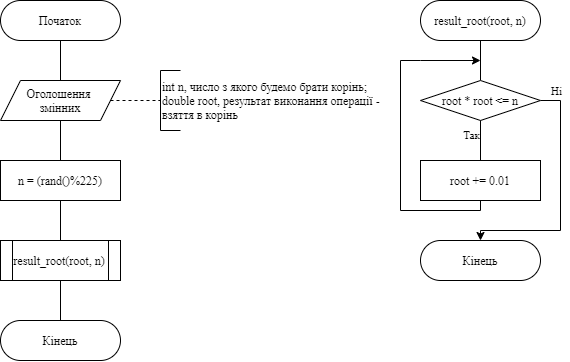 Початок
Оголошення
змінних
int n, число з якого будемо брати корінь;
double root, результат виконання операції -
взяття в корінь
n = (rand()%225)
result_root(root, n)
Кінець
result_root(root, n)
root * root <= n
Ні
Так
root += 0.01
Кінець